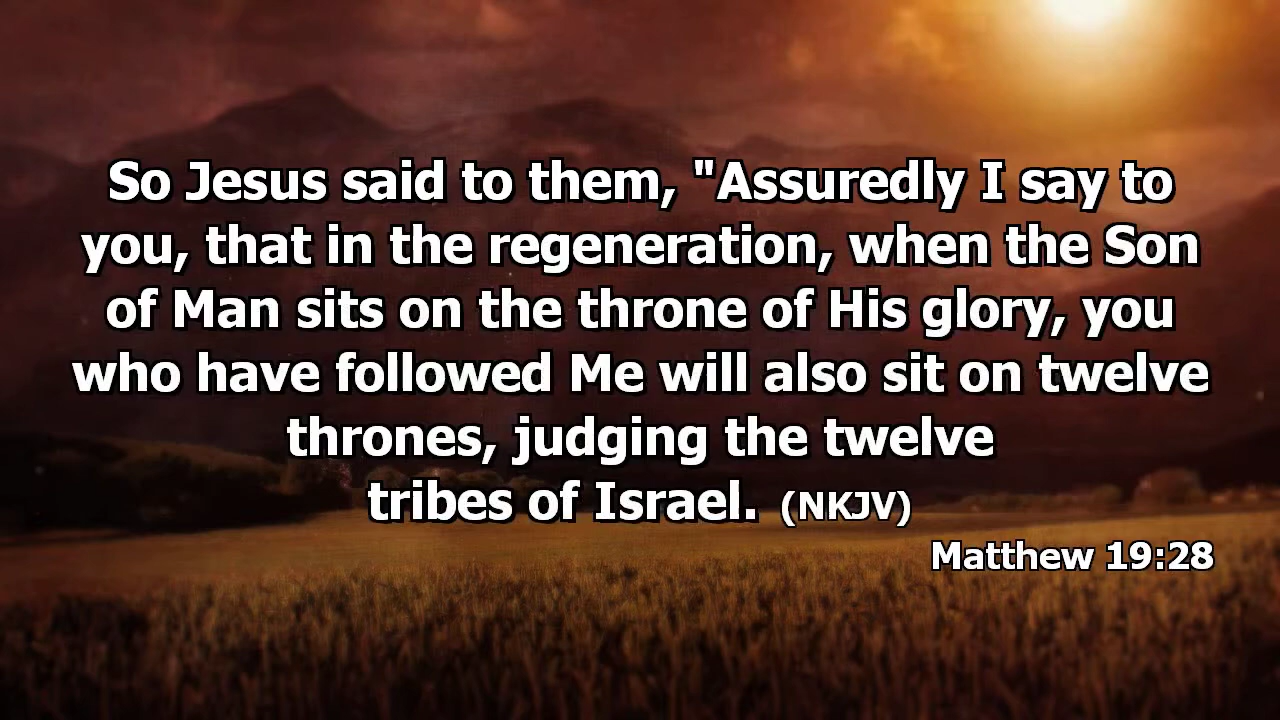 So Jesus said to them, "Assuredly I say to
you, that in the regeneration, when the Son
of Man sits on the throne of His glory, you
who have followed Me will also sit on twelve
thrones, judging the twelve
tribes of Israel. (NKJV)
Matthew 19:28